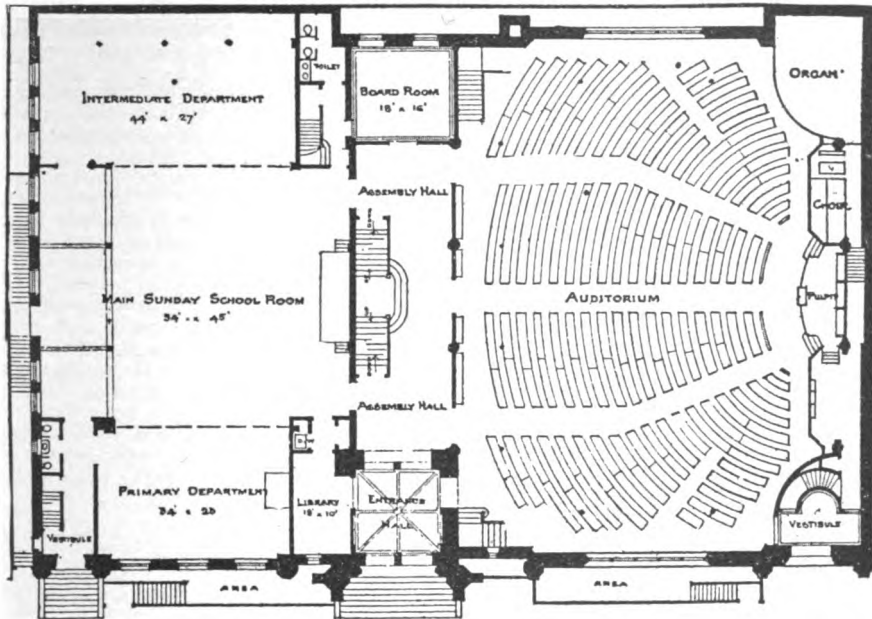 TOILET
ORGAN
BOARD ROOM
18' x 16'
INTERMEDIATE DEPARTMENT
44' x 27'
ASSEMBLY HALL
CHOIR
MAIN SUNDAY SCHOOL ROOM
34' x 45'
AUDITORIUM
PULPIT
ASSEMBLY HALL
PRIMARY DEPARTMENT
34' x 20
LIBRARY
18' x 10'
ENTRANCE
HALL
VESTIBULE
VESTIBULE
AREA
AREA